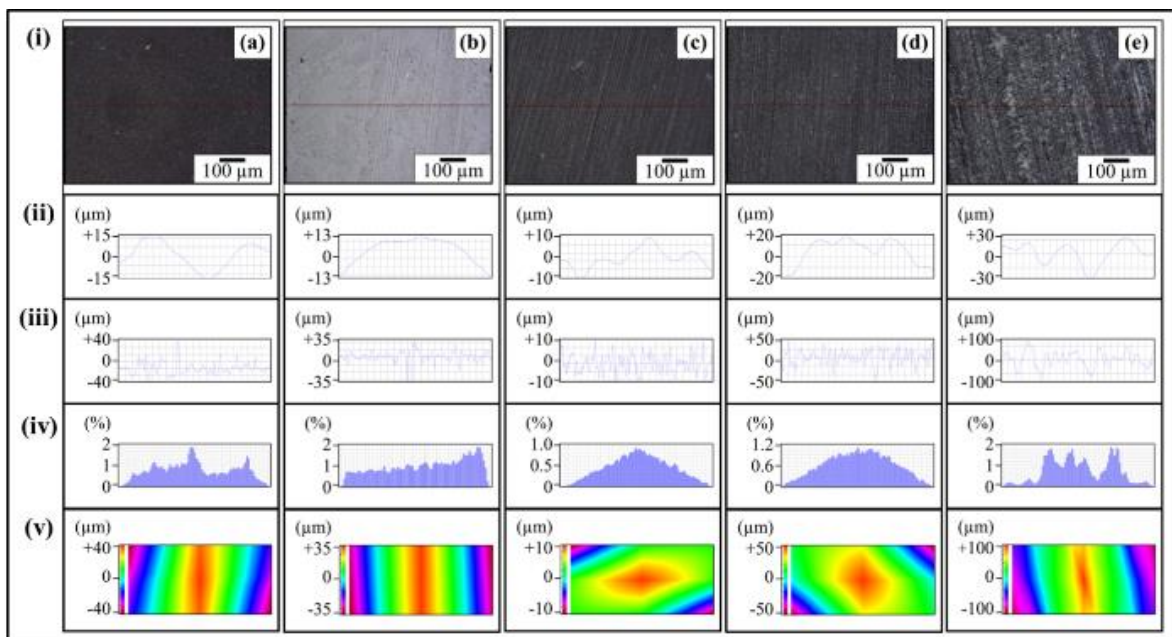 (i) (a) (b) (c) (d) (e)
100 µm 100 µm 100 µm 100 µm 100 µm
(ii) (µm) (µm) (µm) (µm) (µm)
+15 +13 +10 +20 +30
0 0 0 0 0
-15 -13 -10 -20 -30
(iii) (µm) (µm) (µm) (µm) (µm)
+40 +35 +10 +50 +100
0 0 0 0 0
-40 -35 -10 -50 -100
(iv) (%) (%) (%) (%) (%)
2 2 1.0 1.2 2
1 1 0.5 0.6 1
0 0 0 0 0
(v) (µm) (µm) (µm) (µm) (µm)
+40 +35 +10 +50 +100
0 0 0 0 0
-40 -35 -10 -50 -100